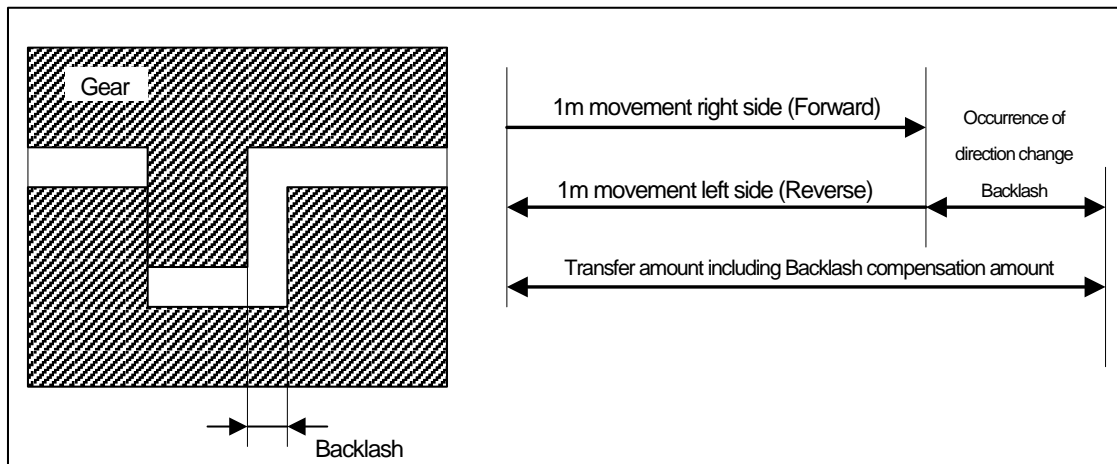 Gear
Backlash
1m movement right side (Forward)
Occurrence of
direction change
Backlash
1m movement left side (Reverse)
Transfer amount including Backlash compensation amount